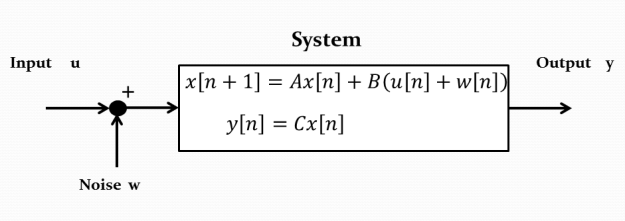 System
Input u
Output y
+
x[n + 1] = Ax[n] + B(u[n] + w[n])
y[n] = Cx[n]
Noise w